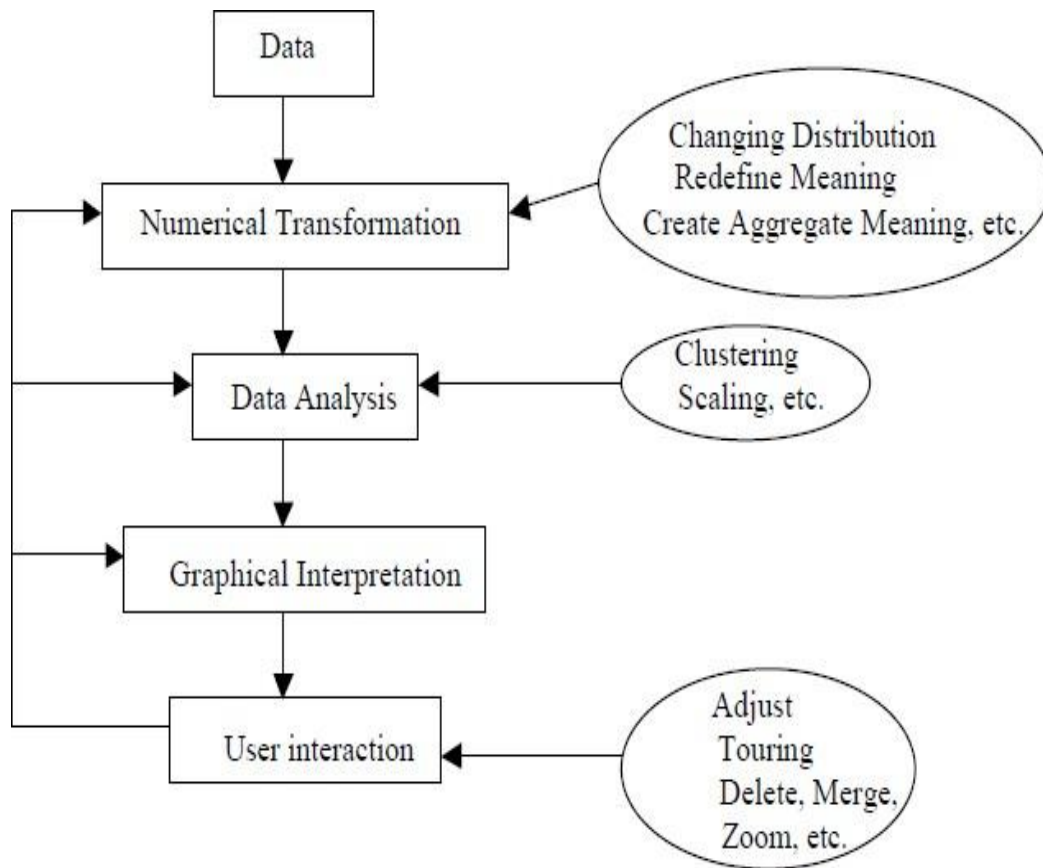 Data
Changing Distribution
Redefine Meaning
Create Aggregate Meaning, etc.
Numerical Transformation
Clustering
Scaling, etc.
Data Analysis
Graphical Interpretation
User interaction
Adjust
Touring
Delete, Merge,
Zoom, etc.